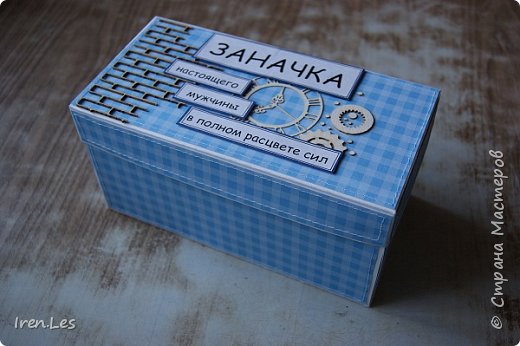 ЗАНАЧКА
настоящего
мужчины
в полном расцвете сил
Iren.Les
© Страна Мастеров